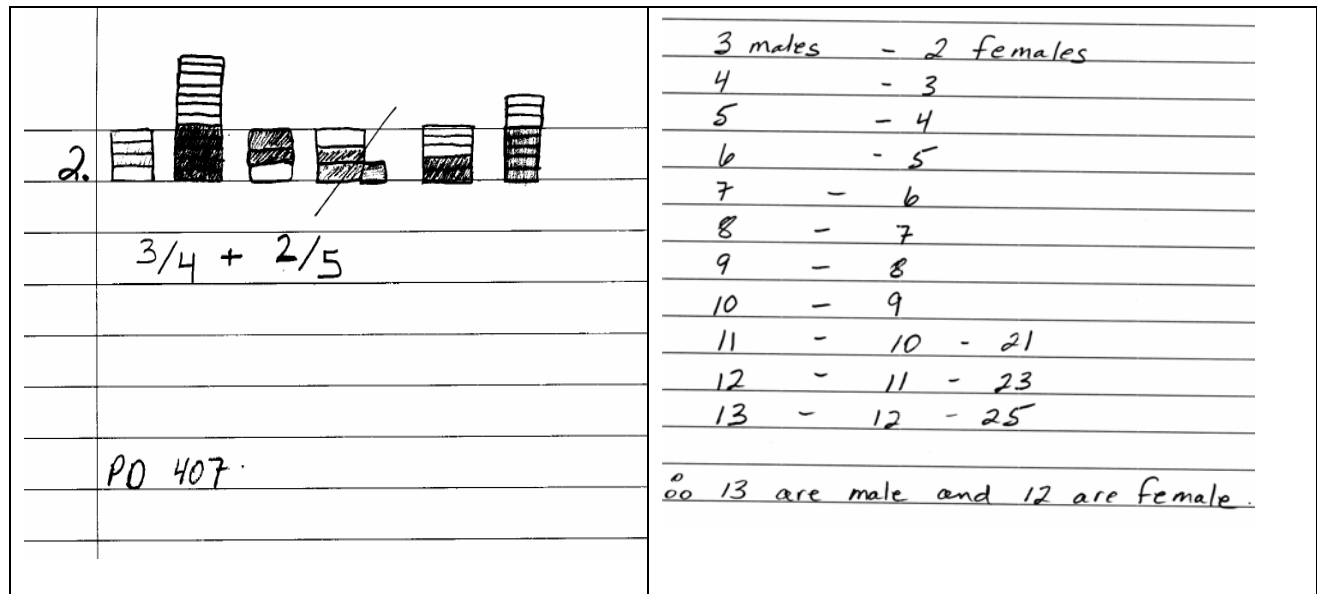 2.
3/4 + 2/5
PD 407.
3 males - 2 females
4 - 3
5 - 4
6 - 5
7 - 6
8 - 7
9 - 8
10 - 9
11 - 10 - 21
12 - 11 - 23
13 - 12 - 25
∴ 13 are male and 12 are female.